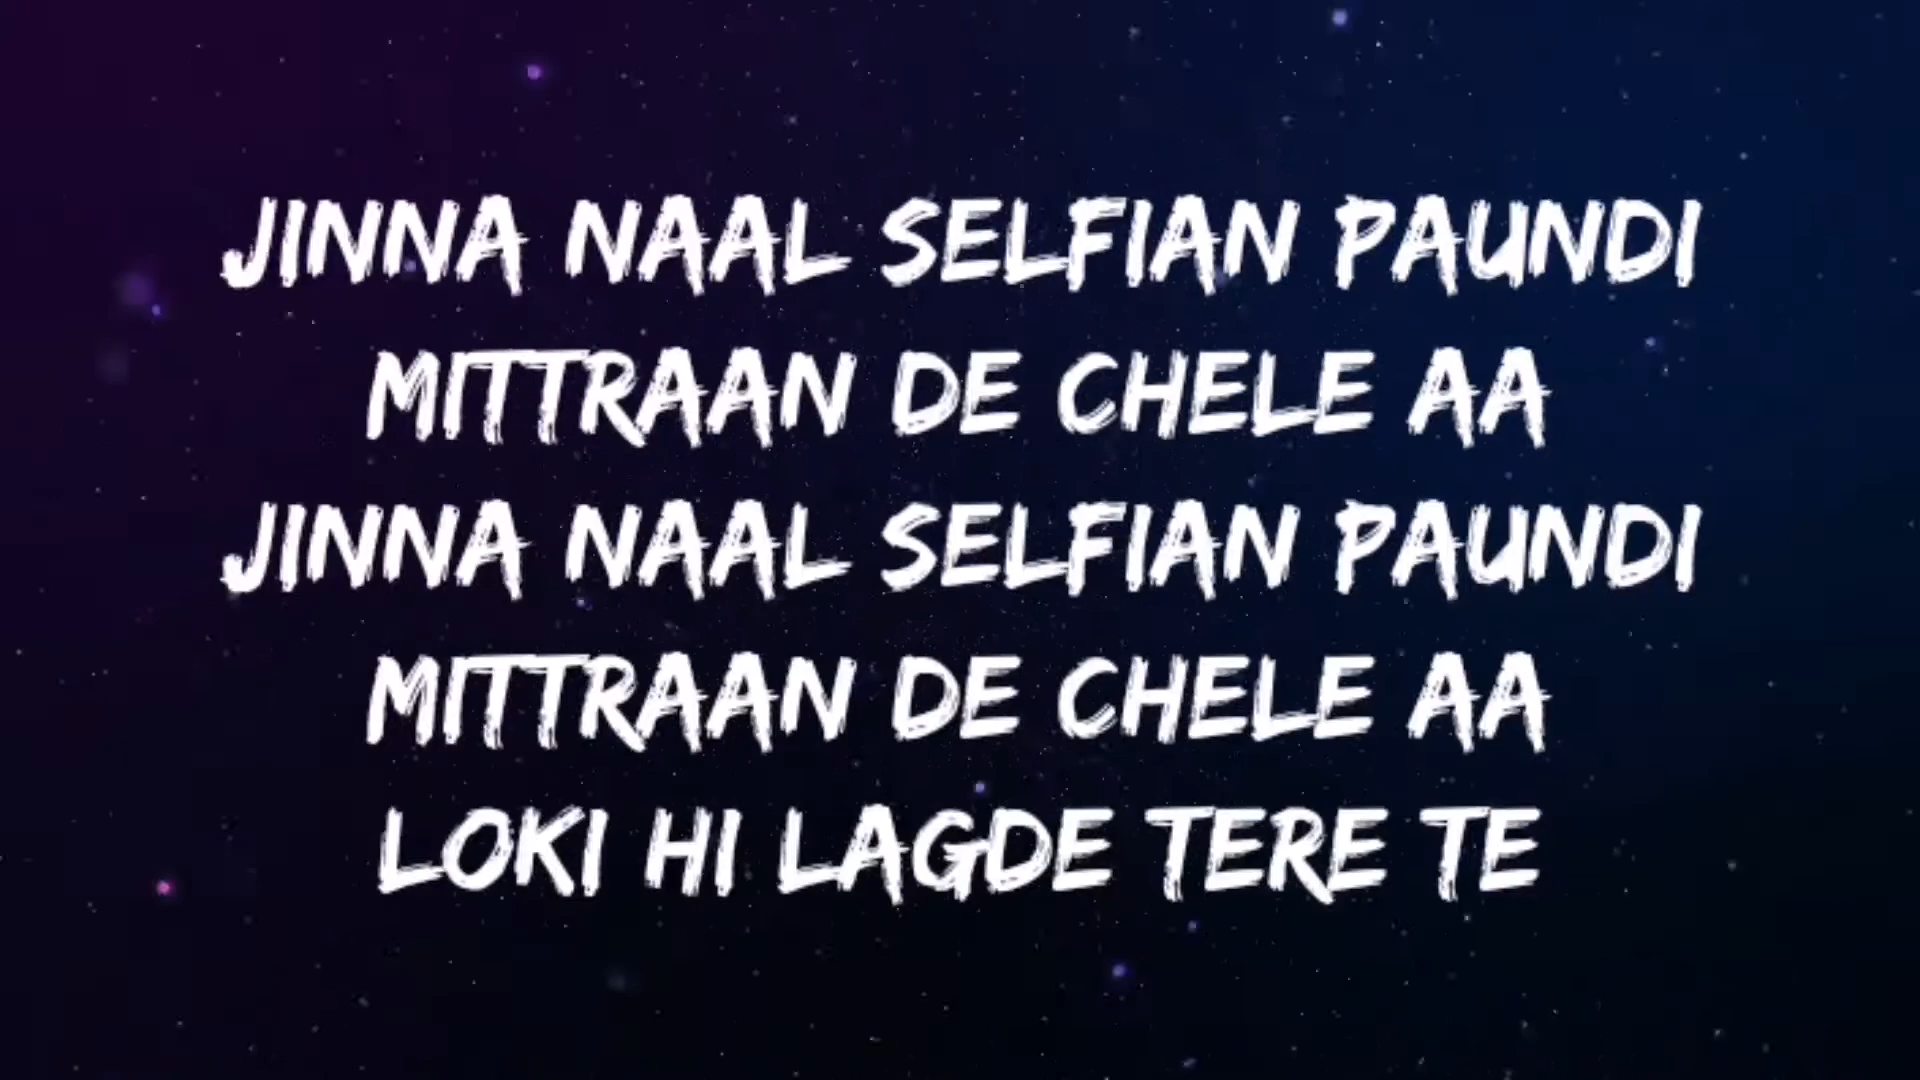 JINNA NAAL SELFIAN PAUNDI
MITTRAAN DE CHELE AA
JINNA NAAL SELFIAN PAUNDI
MITTRAAN DE CHELE AA
LOKI HI LAGDE TERE TE